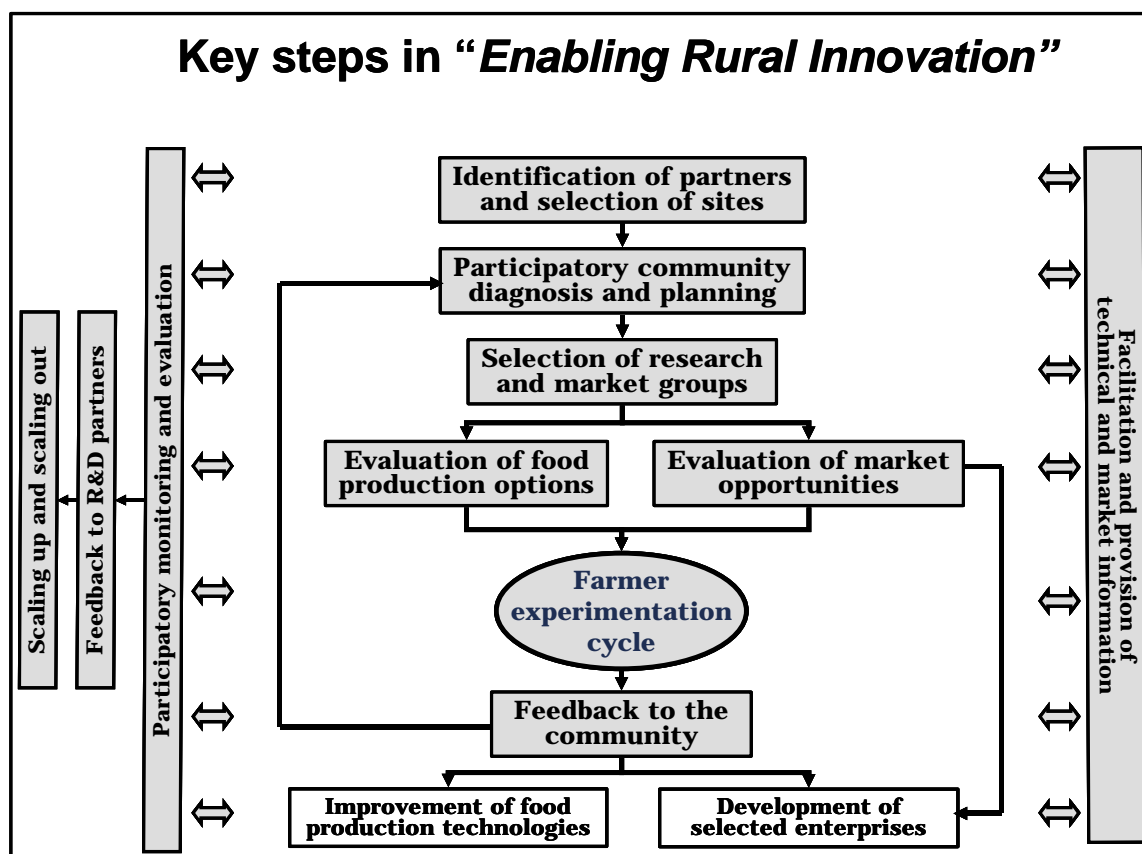 Key steps in “Enabling Rural Innovation”
Scaling up and scaling out
Feedback to R&D partners
Participatory monitoring and evaluation
Identification of partners
and selection of sites
Participatory community
diagnosis and planning
Selection of research
and market groups
Evaluation of food
production options
Evaluation of market
opportunities
Farmer
experimentation
cycle
Feedback to the
community
Improvement of food
production technologies
Development of
selected enterprises
Facilitation and provision of
technical and market information